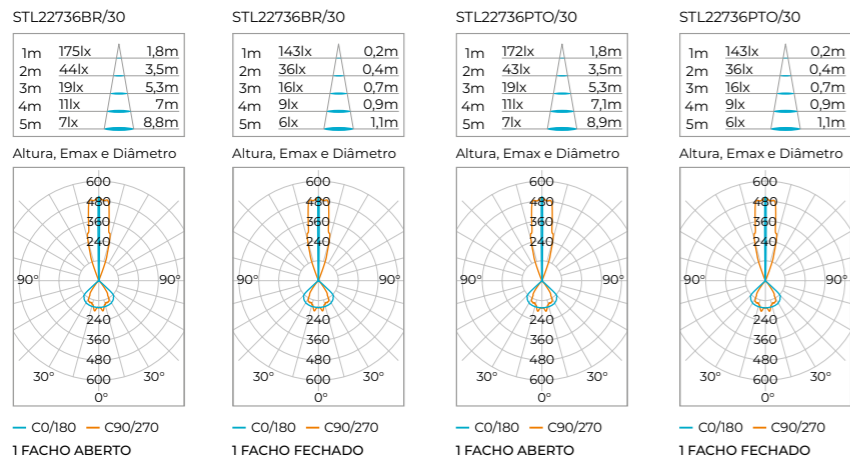 STL22736BR/30
1m 175lx 1,8m
2m 44lx 3,5m
3m 19lx 5,3m
4m 11lx 7m
5m 7lx 8,8m
Altura, Emax e Diâmetro
600
480
360
240
90° 90°
240
360
480
30° 600 30°
0°
C0/180 C90/270
1 FACHO ABERTO
STL22736BR/30
1m 143lx 0,2m
2m 36lx 0,4m
3m 16lx 0,7m
4m 9lx 0,9m
5m 6lx 1,1m
Altura, Emax e Diâmetro
600
480
360
240
90° 90°
240
360
480
30° 600 30°
0°
C0/180 C90/270
1 FACHO FECHADO
STL22736PTO/30
1m 172lx 1,8m
2m 43lx 3,5m
3m 19lx 5,3m
4m 11lx 7,1m
5m 7lx 8,9m
Altura, Emax e Diâmetro
600
480
360
240
90° 90°
240
360
480
30° 600 30°
0°
C0/180 C90/270
1 FACHO ABERTO
STL22736PTO/30
1m 143lx 0,2m
2m 36lx 0,4m
3m 16lx 0,7m
4m 9lx 0,9m
5m 6lx 1,1m
Altura, Emax e Diâmetro
600
480
360
240
90° 90°
240
360
480
30° 600 30°
0°
C0/180 C90/270
1 FACHO FECHADO